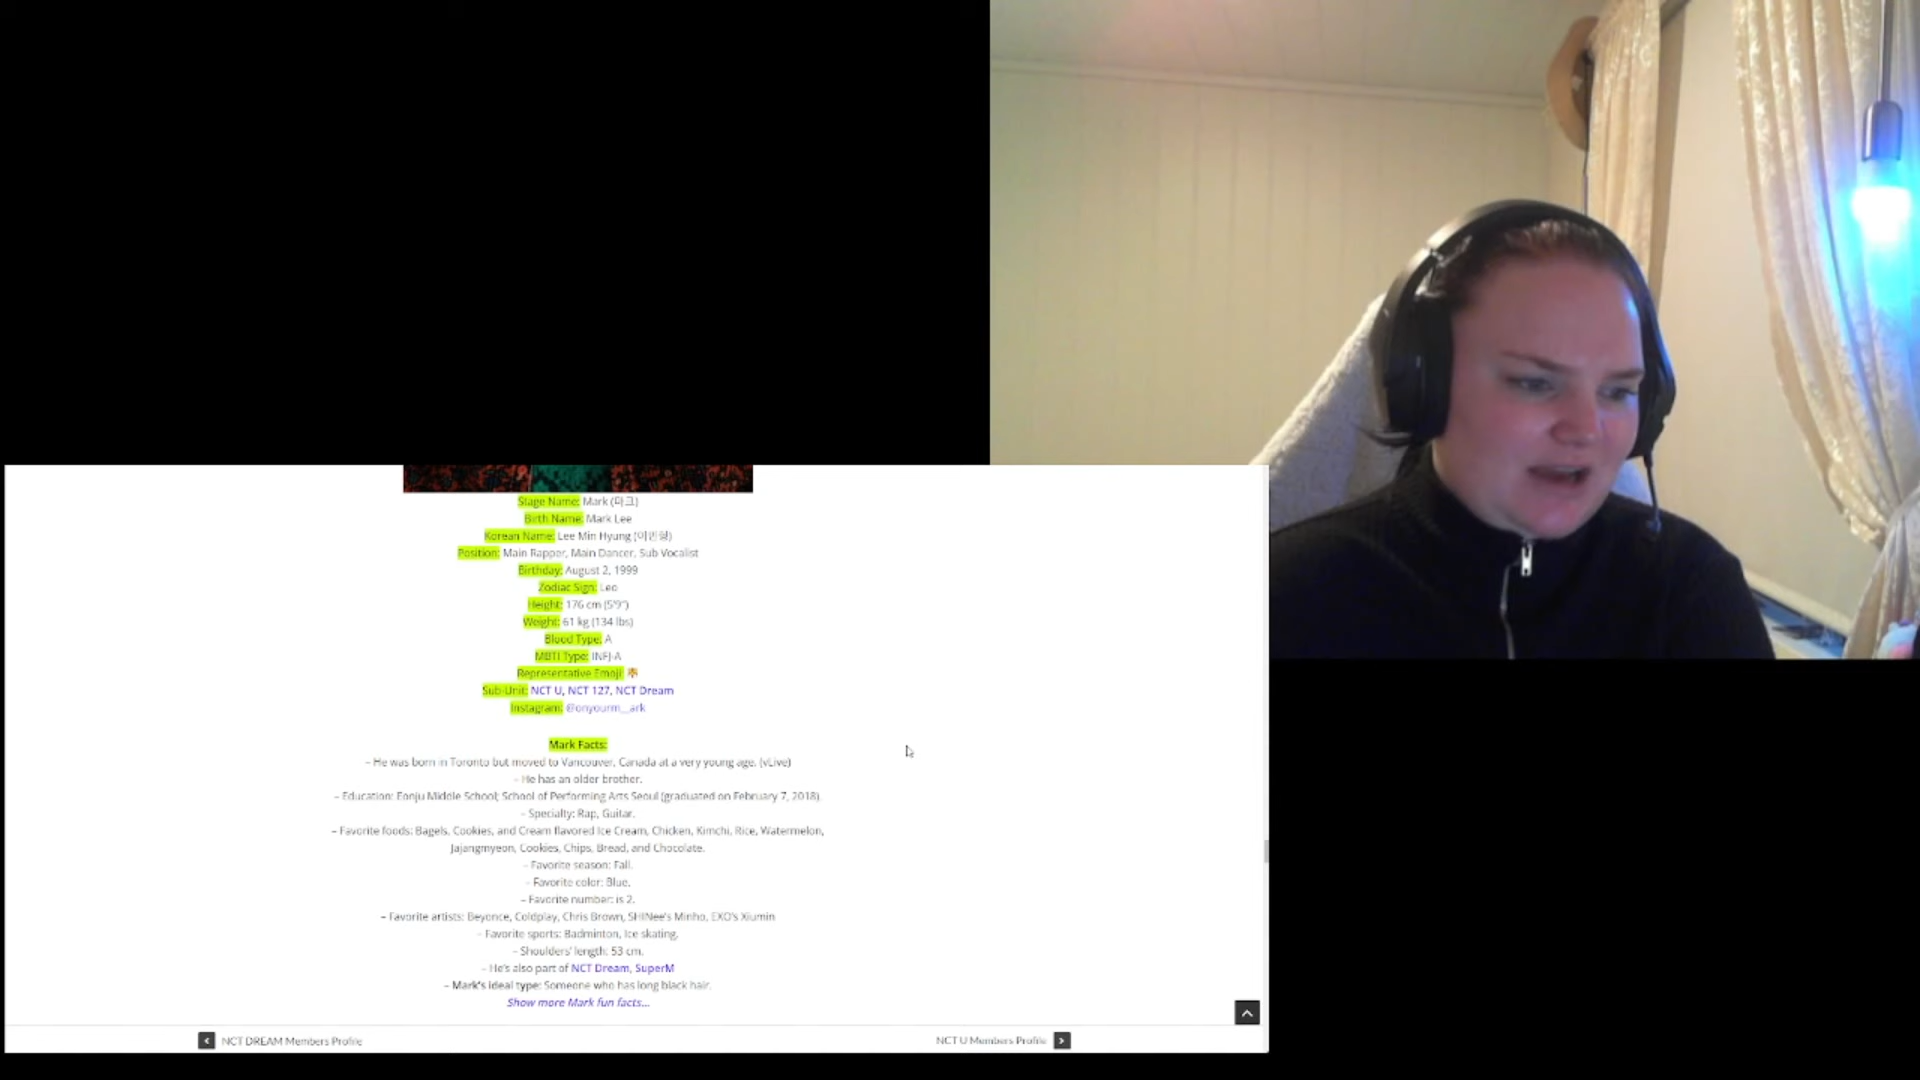 Stage Name: Mark (마크)
Birth Name: Mark Lee
Korean Name: Lee Min Hyung (이민형)
Position: Main Rapper, Main Dancer, Sub Vocalist
Birthday: August 2, 1999
Zodiac Sign: Leo
Height: 176 cm (5'9")
Weight: 61 kg (134 lbs)
Blood Type: A
MBTI Type: INFJ-A
Representative Emoji: 🐯
Sub-Unit: NCT U, NCT 127, NCT Dream
Instagram: @onyourm__ark
Mark Facts:
– He was born in Toronto but moved to Vancouver, Canada at a very young age. (vLive)
– He has an older brother.
– Education: Eonju Middle School; School of Performing Arts Seoul (graduated on February 7, 2018)
– Specialty: Rap, Guitar.
– Favorite foods: Bagels, Cookies, and Cream flavored Ice Cream, Chicken, Kimchi, Rice, Watermelon,
Jajangmyeon, Cookies, Chips, Bread, and Chocolate.
– Favorite season: Fall.
– Favorite color: Blue.
– Favorite number: is 2.
– Favorite artists: Beyonce, Coldplay, Chris Brown, SHINee's Minho, EXO's Xiumin
– Favorite sports: Badminton, Ice skating.
– Shoulders' length: 53 cm.
– He's also part of NCT Dream, SuperM
– Mark's ideal type: Someone who has long black hair.
Show more Mark fun facts...
NCT DREAM Members Profile
NCT U Members Profile